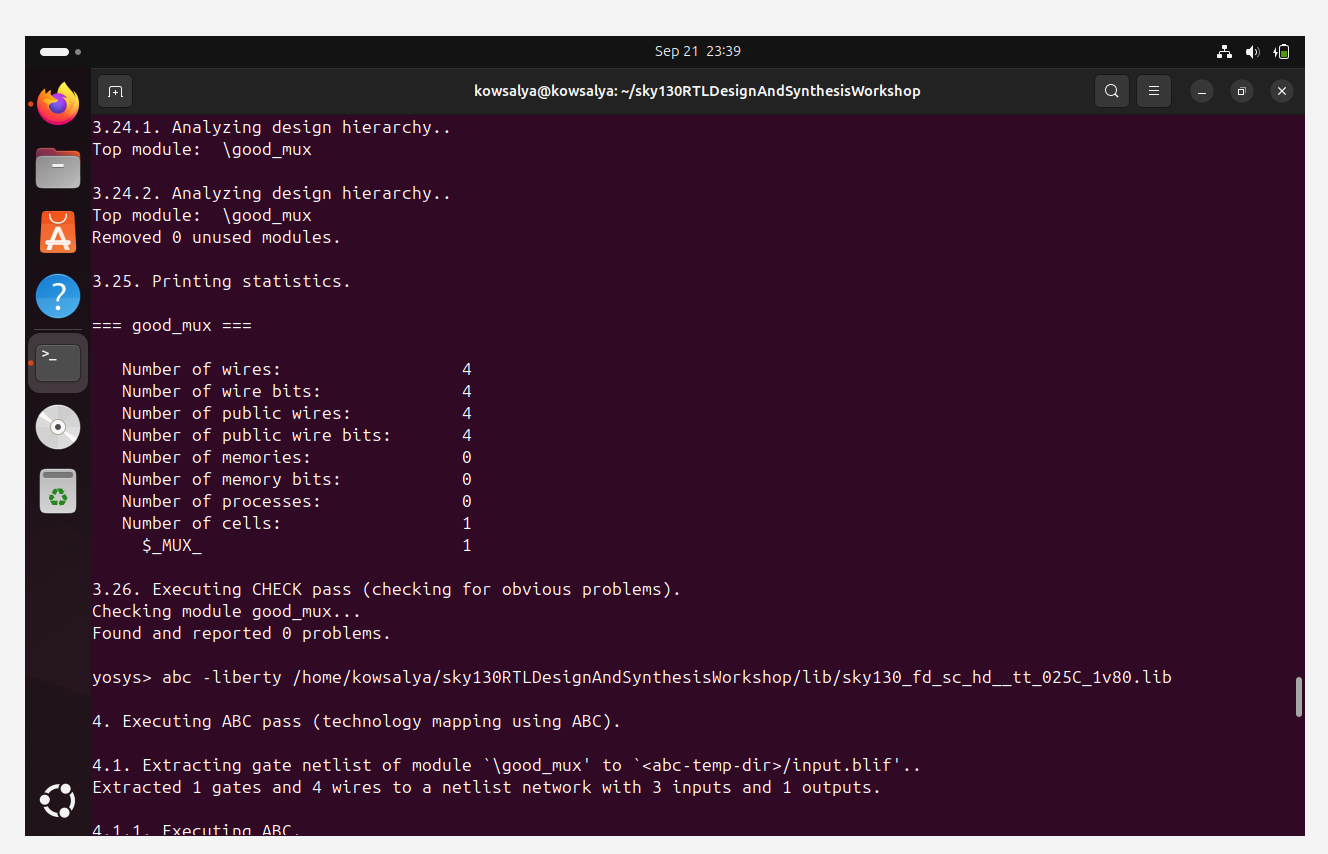 Sep 21 23:39
kowsalya@kowsalya: ~/sky130RTLDesignAndSynthesisWorkshop
3.24.1. Analyzing design hierarchy..
Top module:  \good_mux
3.24.2. Analyzing design hierarchy..
Top module:  \good_mux
Removed 0 unused modules.
3.25. Printing statistics.
=== good_mux ===
Number of wires: 4
Number of wire bits: 4
Number of public wires: 4
Number of public wire bits: 4
Number of memories: 0
Number of memory bits: 0
Number of processes: 0
Number of cells: 1
$_MUX_ 1
3.26. Executing CHECK pass (checking for obvious problems).
Checking module good_mux...
Found and reported 0 problems.
yosys> abc -liberty /home/kowsalya/sky130RTLDesignAndSynthesisWorkshop/lib/sky130_fd_sc_hd__tt_025C_1v80.lib
4. Executing ABC pass (technology mapping using ABC).
4.1. Extracting gate netlist of module `\good_mux' to `<abc-temp-dir>/input.blif'..
Extracted 1 gates and 4 wires to a netlist network with 3 inputs and 1 outputs.
4.1.1. Executing ABC.